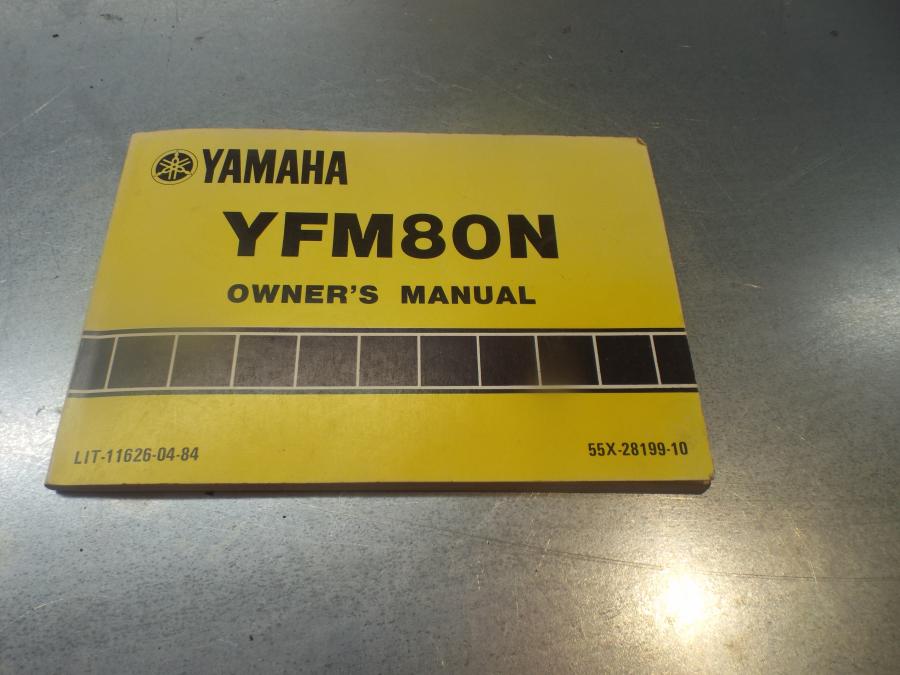 YAMAHA
YFM80N
OWNER'S MANUAL
LIT-11626-04-84
55X-28199-10